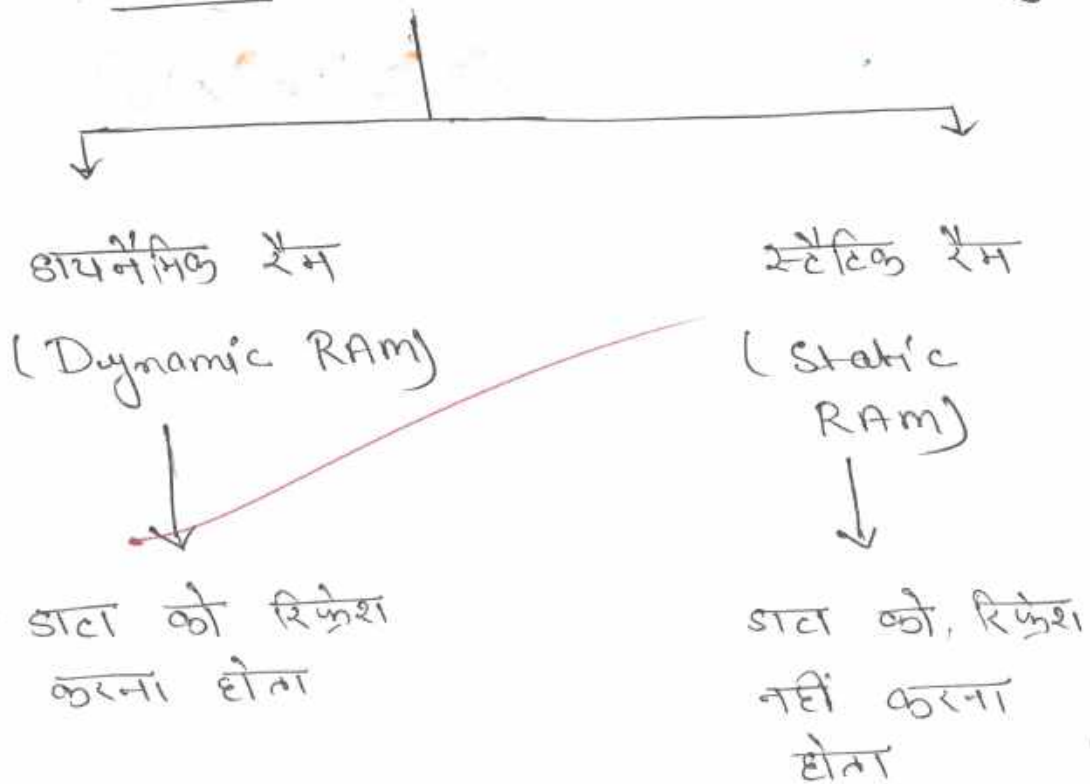 डायनैमिक रैम
(Dynamic RAM)
डाटा को रिफ्रेश
करना होता
स्टैटिक रैम
(Static
RAM)
डाटा को, रिफ्रेश
नहीं करना
होता